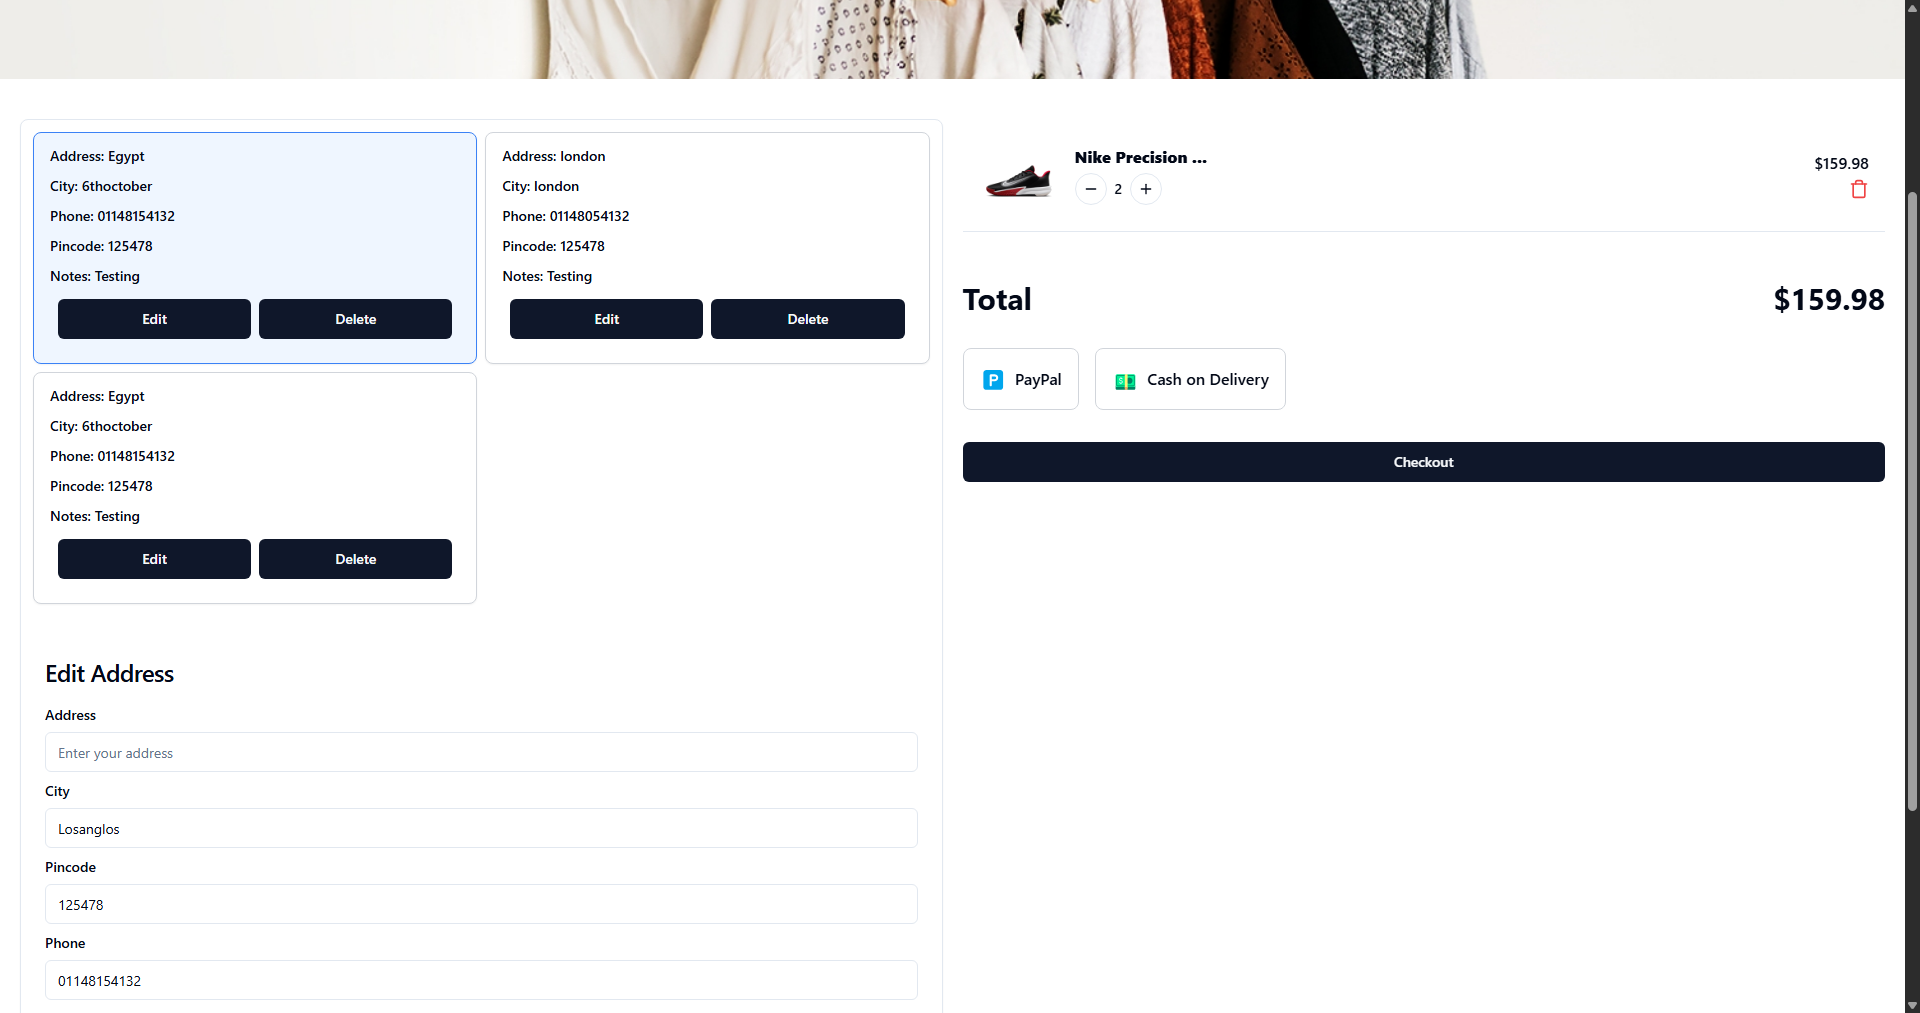 Address: Egypt
City: 6thoctober
Phone: 01148154132
Pincode: 125478
Notes: Testing
Edit
Delete
Address: london
City: london
Phone: 01148054132
Pincode: 125478
Notes: Testing
Edit
Delete
Address: Egypt
City: 6thoctober
Phone: 01148154132
Pincode: 125478
Notes: Testing
Edit
Delete
Edit Address
Address
Enter your address
City
Losanglos
Pincode
125478
Phone
01148154132
Nike Precision ...
2
$159.98
Total
$159.98
PayPal
Cash on Delivery
Checkout